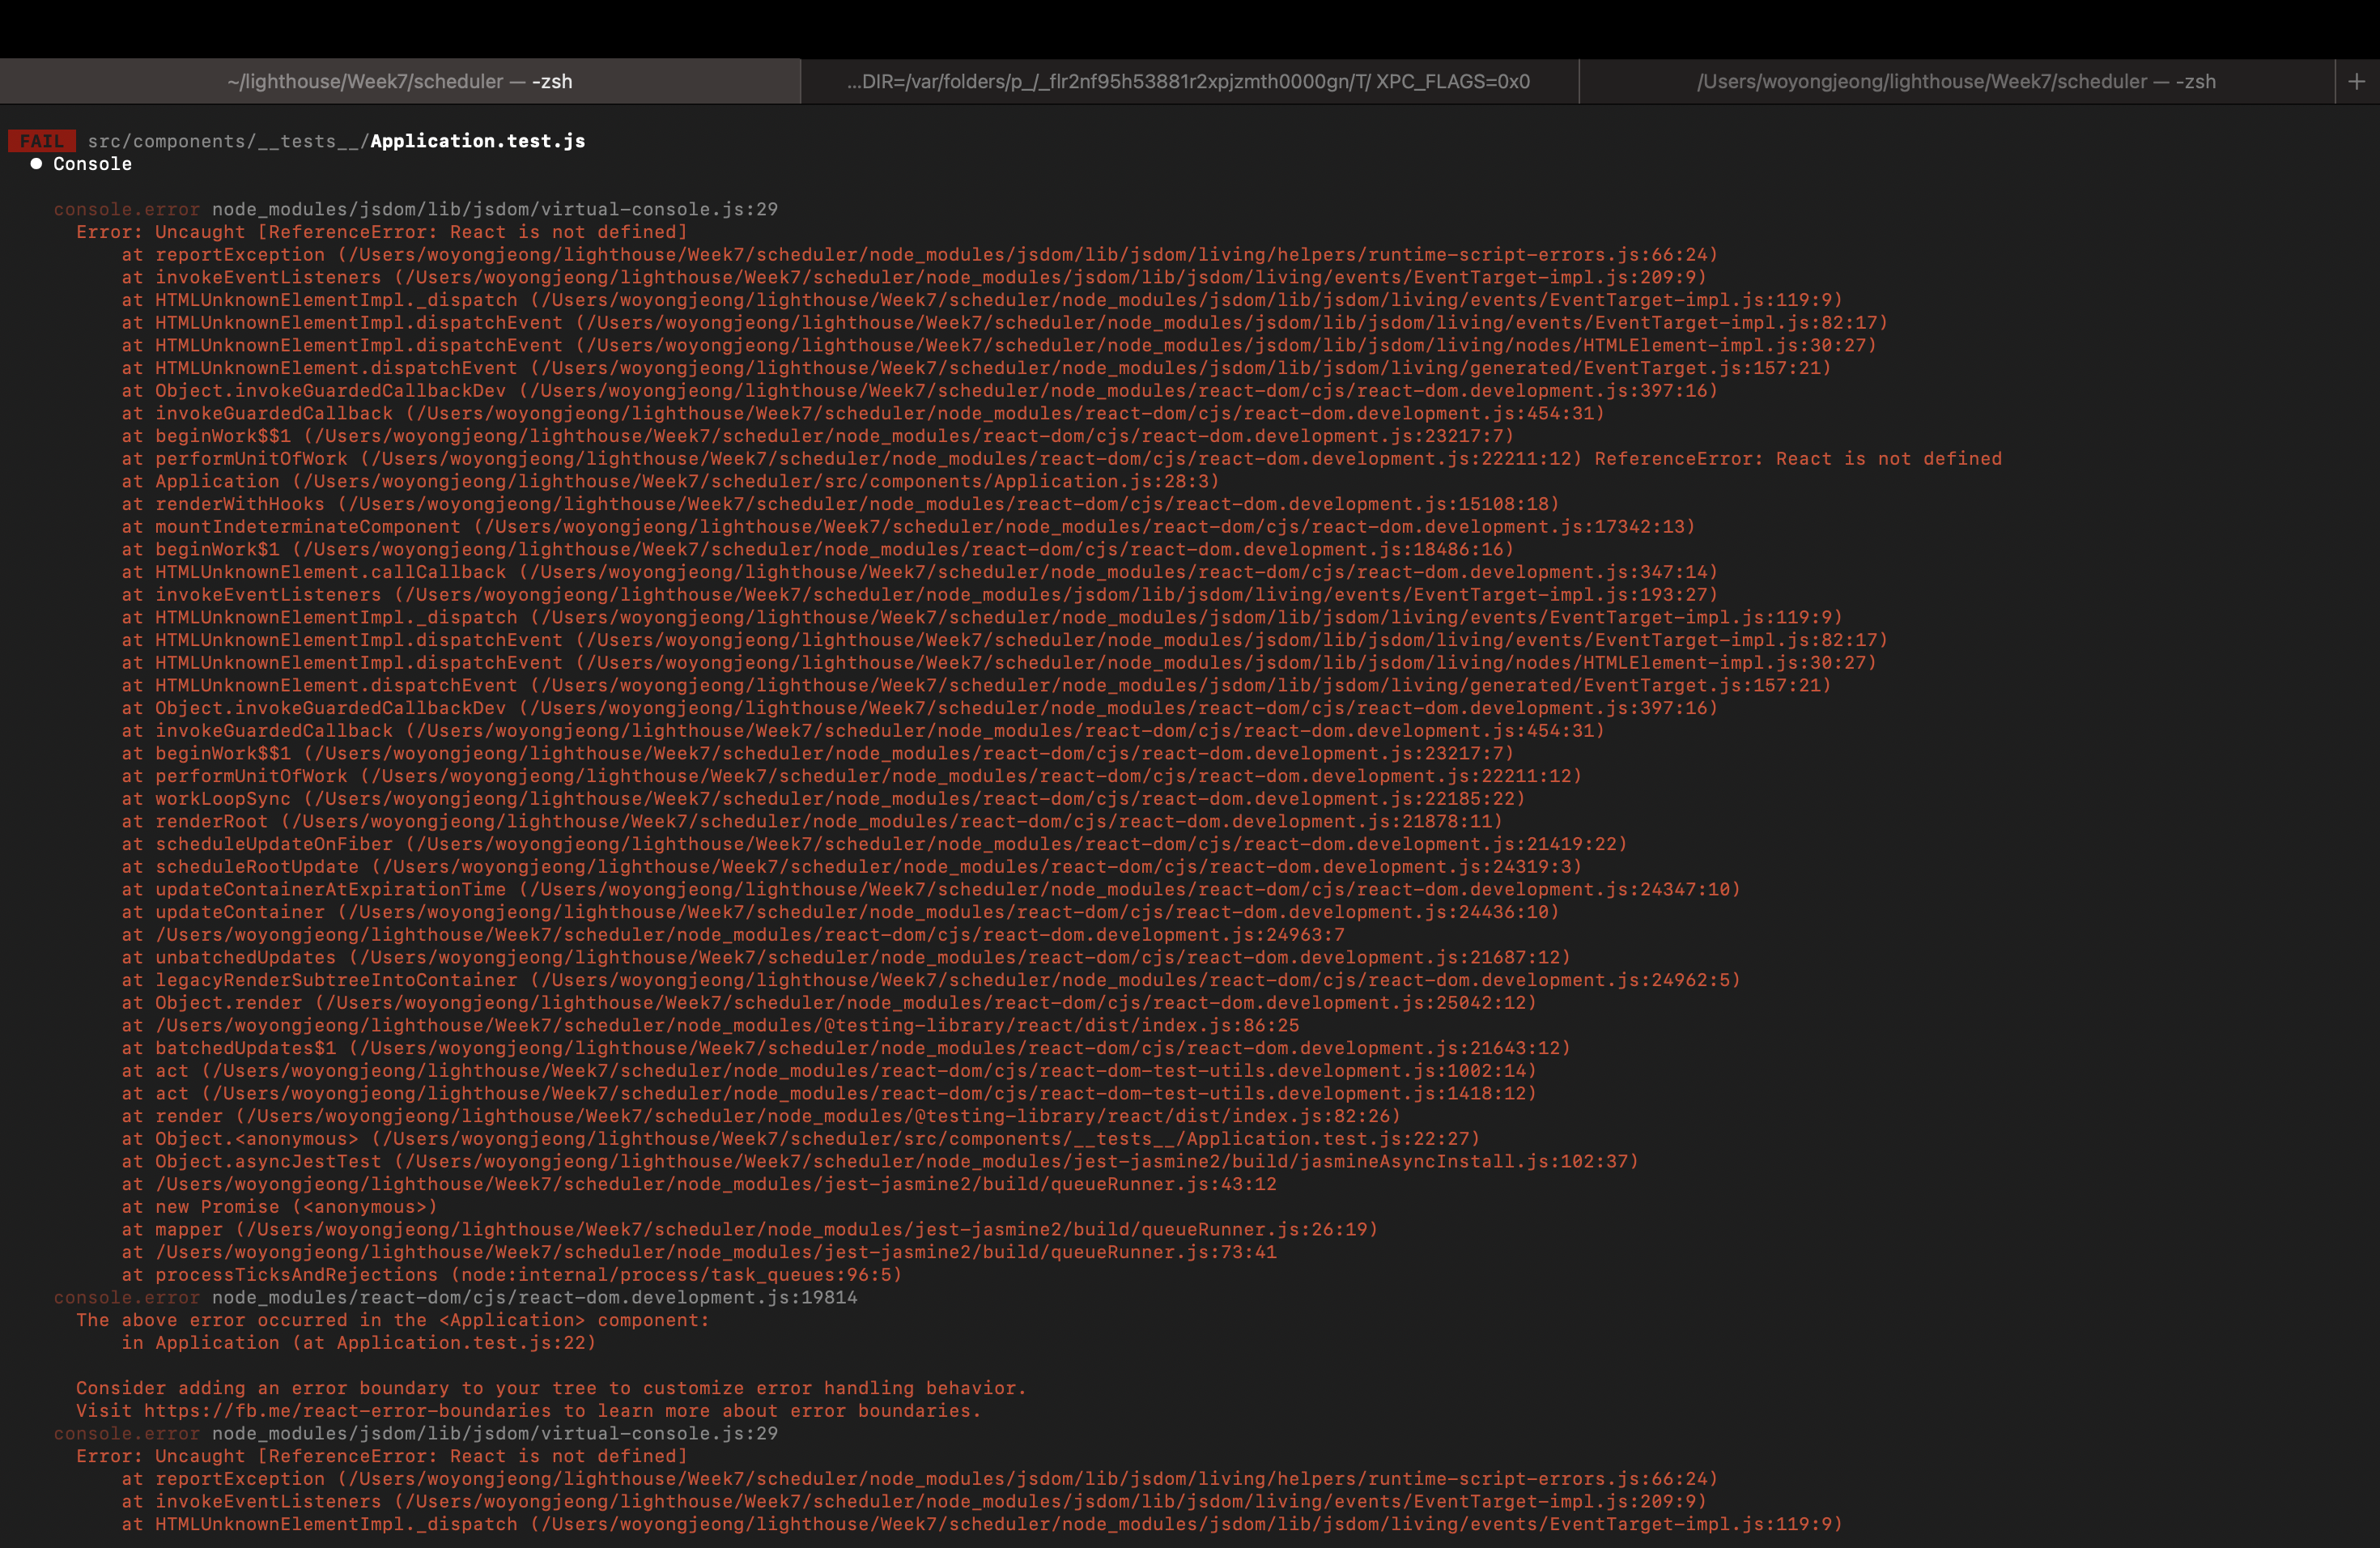 ~/lighthouse/Week7/scheduler — -zsh
...DIR=/var/folders/p_/_flr2nf95h53881r2xpjzmth0000gn/T/ XPC_FLAGS=0x0
/Users/woyongjeong/lighthouse/Week7/scheduler — -zsh
+
FAIL src/components/__tests__/Application.test.js
● Console
console.error node_modules/jsdom/lib/jsdom/virtual-console.js:29
Error: Uncaught [ReferenceError: React is not defined]
at reportException (/Users/woyongjeong/lighthouse/Week7/scheduler/node_modules/jsdom/lib/jsdom/living/helpers/runtime-script-errors.js:66:24)
at invokeEventListeners (/Users/woyongjeong/lighthouse/Week7/scheduler/node_modules/jsdom/lib/jsdom/living/events/EventTarget-impl.js:209:9)
at HTMLUnknownElementImpl._dispatch (/Users/woyongjeong/lighthouse/Week7/scheduler/node_modules/jsdom/lib/jsdom/living/events/EventTarget-impl.js:119:9)
at HTMLUnknownElementImpl.dispatchEvent (/Users/woyongjeong/lighthouse/Week7/scheduler/node_modules/jsdom/lib/jsdom/living/events/EventTarget-impl.js:82:17)
at HTMLUnknownElementImpl.dispatchEvent (/Users/woyongjeong/lighthouse/Week7/scheduler/node_modules/jsdom/lib/jsdom/living/nodes/HTMLElement-impl.js:30:27)
at HTMLUnknownElement.dispatchEvent (/Users/woyongjeong/lighthouse/Week7/scheduler/node_modules/jsdom/lib/jsdom/living/generated/EventTarget.js:157:21)
at Object.invokeGuardedCallbackDev (/Users/woyongjeong/lighthouse/Week7/scheduler/node_modules/react-dom/cjs/react-dom.development.js:397:16)
at invokeGuardedCallback (/Users/woyongjeong/lighthouse/Week7/scheduler/node_modules/react-dom/cjs/react-dom.development.js:454:31)
at beginWork$$1 (/Users/woyongjeong/lighthouse/Week7/scheduler/node_modules/react-dom/cjs/react-dom.development.js:23217:7)
at performUnitOfWork (/Users/woyongjeong/lighthouse/Week7/scheduler/node_modules/react-dom/cjs/react-dom.development.js:22211:12) ReferenceError: React is not defined
at Application (/Users/woyongjeong/lighthouse/Week7/scheduler/src/components/Application.js:28:3)
at renderWithHooks (/Users/woyongjeong/lighthouse/Week7/scheduler/node_modules/react-dom/cjs/react-dom.development.js:15108:18)
at mountIndeterminateComponent (/Users/woyongjeong/lighthouse/Week7/scheduler/node_modules/react-dom/cjs/react-dom.development.js:17342:13)
at beginWork$1 (/Users/woyongjeong/lighthouse/Week7/scheduler/node_modules/react-dom/cjs/react-dom.development.js:18486:16)
at HTMLUnknownElement.callCallback (/Users/woyongjeong/lighthouse/Week7/scheduler/node_modules/react-dom/cjs/react-dom.development.js:347:14)
at invokeEventListeners (/Users/woyongjeong/lighthouse/Week7/scheduler/node_modules/jsdom/lib/jsdom/living/events/EventTarget-impl.js:193:27)
at HTMLUnknownElementImpl._dispatch (/Users/woyongjeong/lighthouse/Week7/scheduler/node_modules/jsdom/lib/jsdom/living/events/EventTarget-impl.js:119:9)
at HTMLUnknownElementImpl.dispatchEvent (/Users/woyongjeong/lighthouse/Week7/scheduler/node_modules/jsdom/lib/jsdom/living/events/EventTarget-impl.js:82:17)
at HTMLUnknownElementImpl.dispatchEvent (/Users/woyongjeong/lighthouse/Week7/scheduler/node_modules/jsdom/lib/jsdom/living/nodes/HTMLElement-impl.js:30:27)
at HTMLUnknownElement.dispatchEvent (/Users/woyongjeong/lighthouse/Week7/scheduler/node_modules/jsdom/lib/jsdom/living/generated/EventTarget.js:157:21)
at Object.invokeGuardedCallbackDev (/Users/woyongjeong/lighthouse/Week7/scheduler/node_modules/react-dom/cjs/react-dom.development.js:397:16)
at invokeGuardedCallback (/Users/woyongjeong/lighthouse/Week7/scheduler/node_modules/react-dom/cjs/react-dom.development.js:454:31)
at beginWork$$1 (/Users/woyongjeong/lighthouse/Week7/scheduler/node_modules/react-dom/cjs/react-dom.development.js:23217:7)
at performUnitOfWork (/Users/woyongjeong/lighthouse/Week7/scheduler/node_modules/react-dom/cjs/react-dom.development.js:22211:12)
at workLoopSync (/Users/woyongjeong/lighthouse/Week7/scheduler/node_modules/react-dom/cjs/react-dom.development.js:22185:22)
at renderRoot (/Users/woyongjeong/lighthouse/Week7/scheduler/node_modules/react-dom/cjs/react-dom.development.js:21878:11)
at scheduleUpdateOnFiber (/Users/woyongjeong/lighthouse/Week7/scheduler/node_modules/react-dom/cjs/react-dom.development.js:21419:22)
at scheduleRootUpdate (/Users/woyongjeong/lighthouse/Week7/scheduler/node_modules/react-dom/cjs/react-dom.development.js:24319:3)
at updateContainerAtExpirationTime (/Users/woyongjeong/lighthouse/Week7/scheduler/node_modules/react-dom/cjs/react-dom.development.js:24347:10)
at updateContainer (/Users/woyongjeong/lighthouse/Week7/scheduler/node_modules/react-dom/cjs/react-dom.development.js:24436:10)
at /Users/woyongjeong/lighthouse/Week7/scheduler/node_modules/react-dom/cjs/react-dom.development.js:24963:7
at unbatchedUpdates (/Users/woyongjeong/lighthouse/Week7/scheduler/node_modules/react-dom/cjs/react-dom.development.js:21687:12)
at legacyRenderSubtreeIntoContainer (/Users/woyongjeong/lighthouse/Week7/scheduler/node_modules/react-dom/cjs/react-dom.development.js:24962:5)
at Object.render (/Users/woyongjeong/lighthouse/Week7/scheduler/node_modules/react-dom/cjs/react-dom.development.js:25042:12)
at /Users/woyongjeong/lighthouse/Week7/scheduler/node_modules/@testing-library/react/dist/index.js:86:25
at batchedUpdates$1 (/Users/woyongjeong/lighthouse/Week7/scheduler/node_modules/react-dom/cjs/react-dom.development.js:21643:12)
at act (/Users/woyongjeong/lighthouse/Week7/scheduler/node_modules/react-dom/cjs/react-dom-test-utils.development.js:1002:14)
at act (/Users/woyongjeong/lighthouse/Week7/scheduler/node_modules/react-dom/cjs/react-dom-test-utils.development.js:1418:12)
at render (/Users/woyongjeong/lighthouse/Week7/scheduler/node_modules/@testing-library/react/dist/index.js:82:26)
at Object.<anonymous> (/Users/woyongjeong/lighthouse/Week7/scheduler/src/components/__tests__/Application.test.js:22:27)
at Object.asyncJestTest (/Users/woyongjeong/lighthouse/Week7/scheduler/node_modules/jest-jasmine2/build/jasmineAsyncInstall.js:102:37)
at /Users/woyongjeong/lighthouse/Week7/scheduler/node_modules/jest-jasmine2/build/queueRunner.js:43:12
at new Promise (<anonymous>)
at mapper (/Users/woyongjeong/lighthouse/Week7/scheduler/node_modules/jest-jasmine2/build/queueRunner.js:26:19)
at /Users/woyongjeong/lighthouse/Week7/scheduler/node_modules/jest-jasmine2/build/queueRunner.js:73:41
at processTicksAndRejections (node:internal/process/task_queues:96:5)
console.error node_modules/react-dom/cjs/react-dom.development.js:19814
The above error occurred in the <Application> component:
in Application (at Application.test.js:22)
Consider adding an error boundary to your tree to customize error handling behavior.
Visit https://fb.me/react-error-boundaries to learn more about error boundaries.
console.error node_modules/jsdom/lib/jsdom/virtual-console.js:29
Error: Uncaught [ReferenceError: React is not defined]
at reportException (/Users/woyongjeong/lighthouse/Week7/scheduler/node_modules/jsdom/lib/jsdom/living/helpers/runtime-script-errors.js:66:24)
at invokeEventListeners (/Users/woyongjeong/lighthouse/Week7/scheduler/node_modules/jsdom/lib/jsdom/living/events/EventTarget-impl.js:209:9)
at HTMLUnknownElementImpl._dispatch (/Users/woyongjeong/lighthouse/Week7/scheduler/node_modules/jsdom/lib/jsdom/living/events/EventTarget-impl.js:119:9)